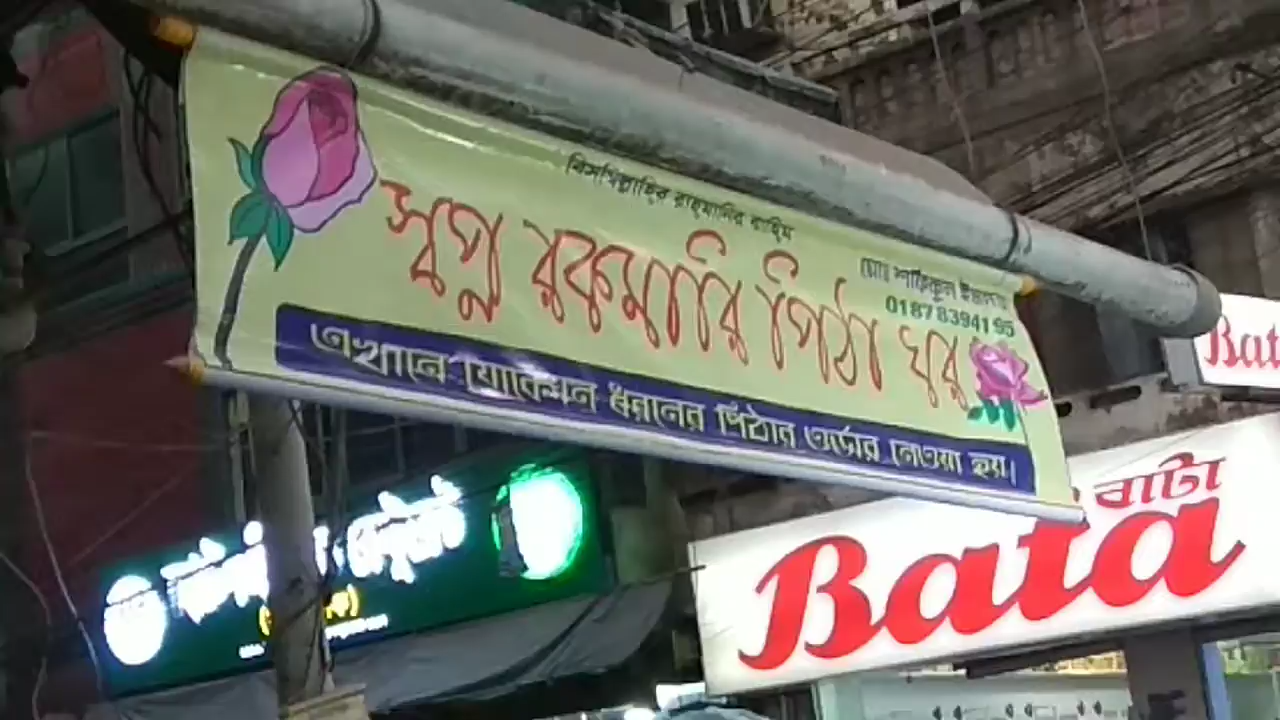 বিসমিল্লাহির রাহমানির রাহিম
স্বপ্ন রকমারি পিঠা ঘর
মোঃ শফিকুল ইসলাম
01878394195
এখানে যেকোন ধরনের পিঠার অর্ডার নেওয়া হয়।
Bat
বাটা
Bata